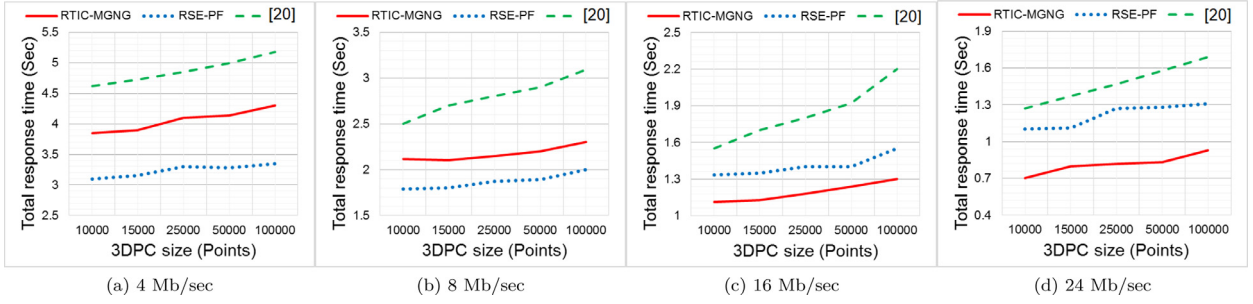 RTIC-MGNG RSE-PF [20]
Total response time (Sec)
5.5
5
4.5
4
3.5
3
2.5
10000 15000 25000 50000 100000
3DPC size (Points)
(a) 4 Mb/sec
RTIC-MGNG RSE-PF [20]
Total response time (Sec)
3.5
3
2.5
2
1.5
10000 15000 25000 50000 100000
3DPC size (Points)
(b) 8 Mb/sec
RTIC-MGNG RSE-PF [20]
Total response time (Sec)
2.5
2.2
1.9
1.6
1.3
1
10000 15000 25000 50000 100000
3DPC size (Points)
(c) 16 Mb/sec
RTIC-MGNG RSE-PF [20]
Total response time (Sec)
1.9
1.6
1.3
1
0.7
0.4
10000 15000 25000 50000 100000
3DPC size (Points)
(d) 24 Mb/sec